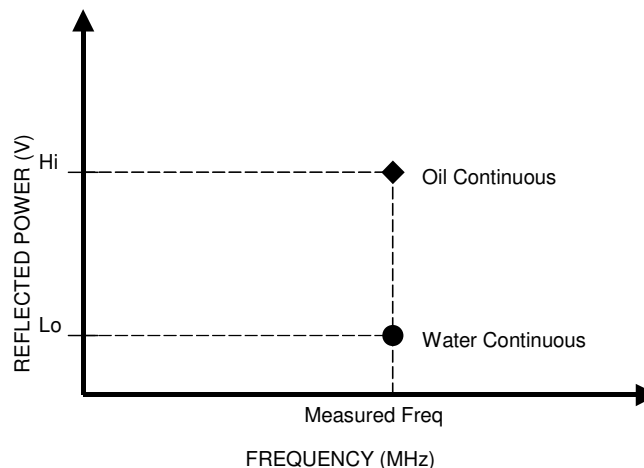 REFLECTED POWER (V)
Hi
Oil Continuous
Lo
Water Continuous
Measured Freq
FREQUENCY (MHz)